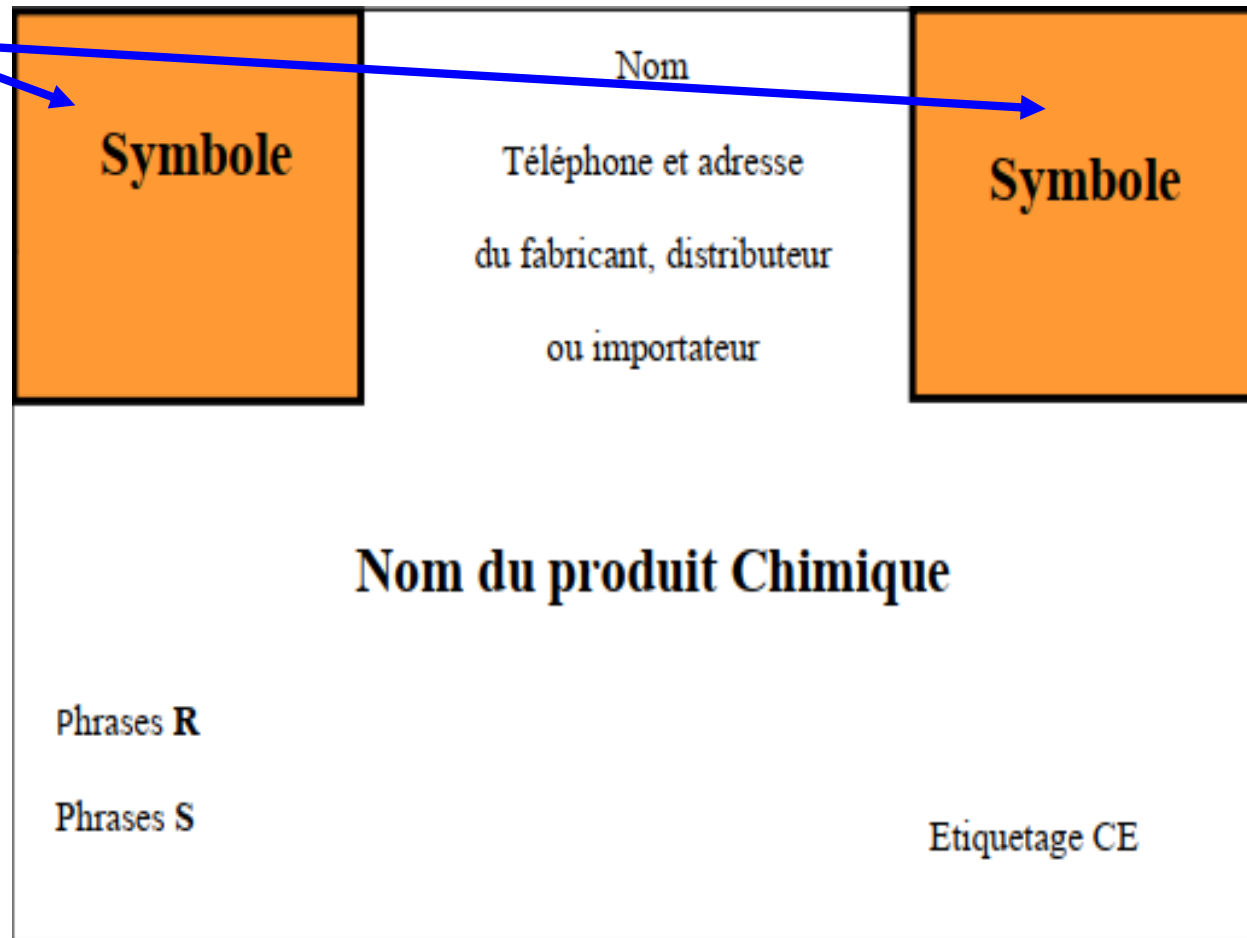 Symbole
Nom
Téléphone et adresse
du fabricant, distributeur
ou importateur
Symbole
Nom du produit Chimique
Phrases R
Phrases S
Etiquetage CE